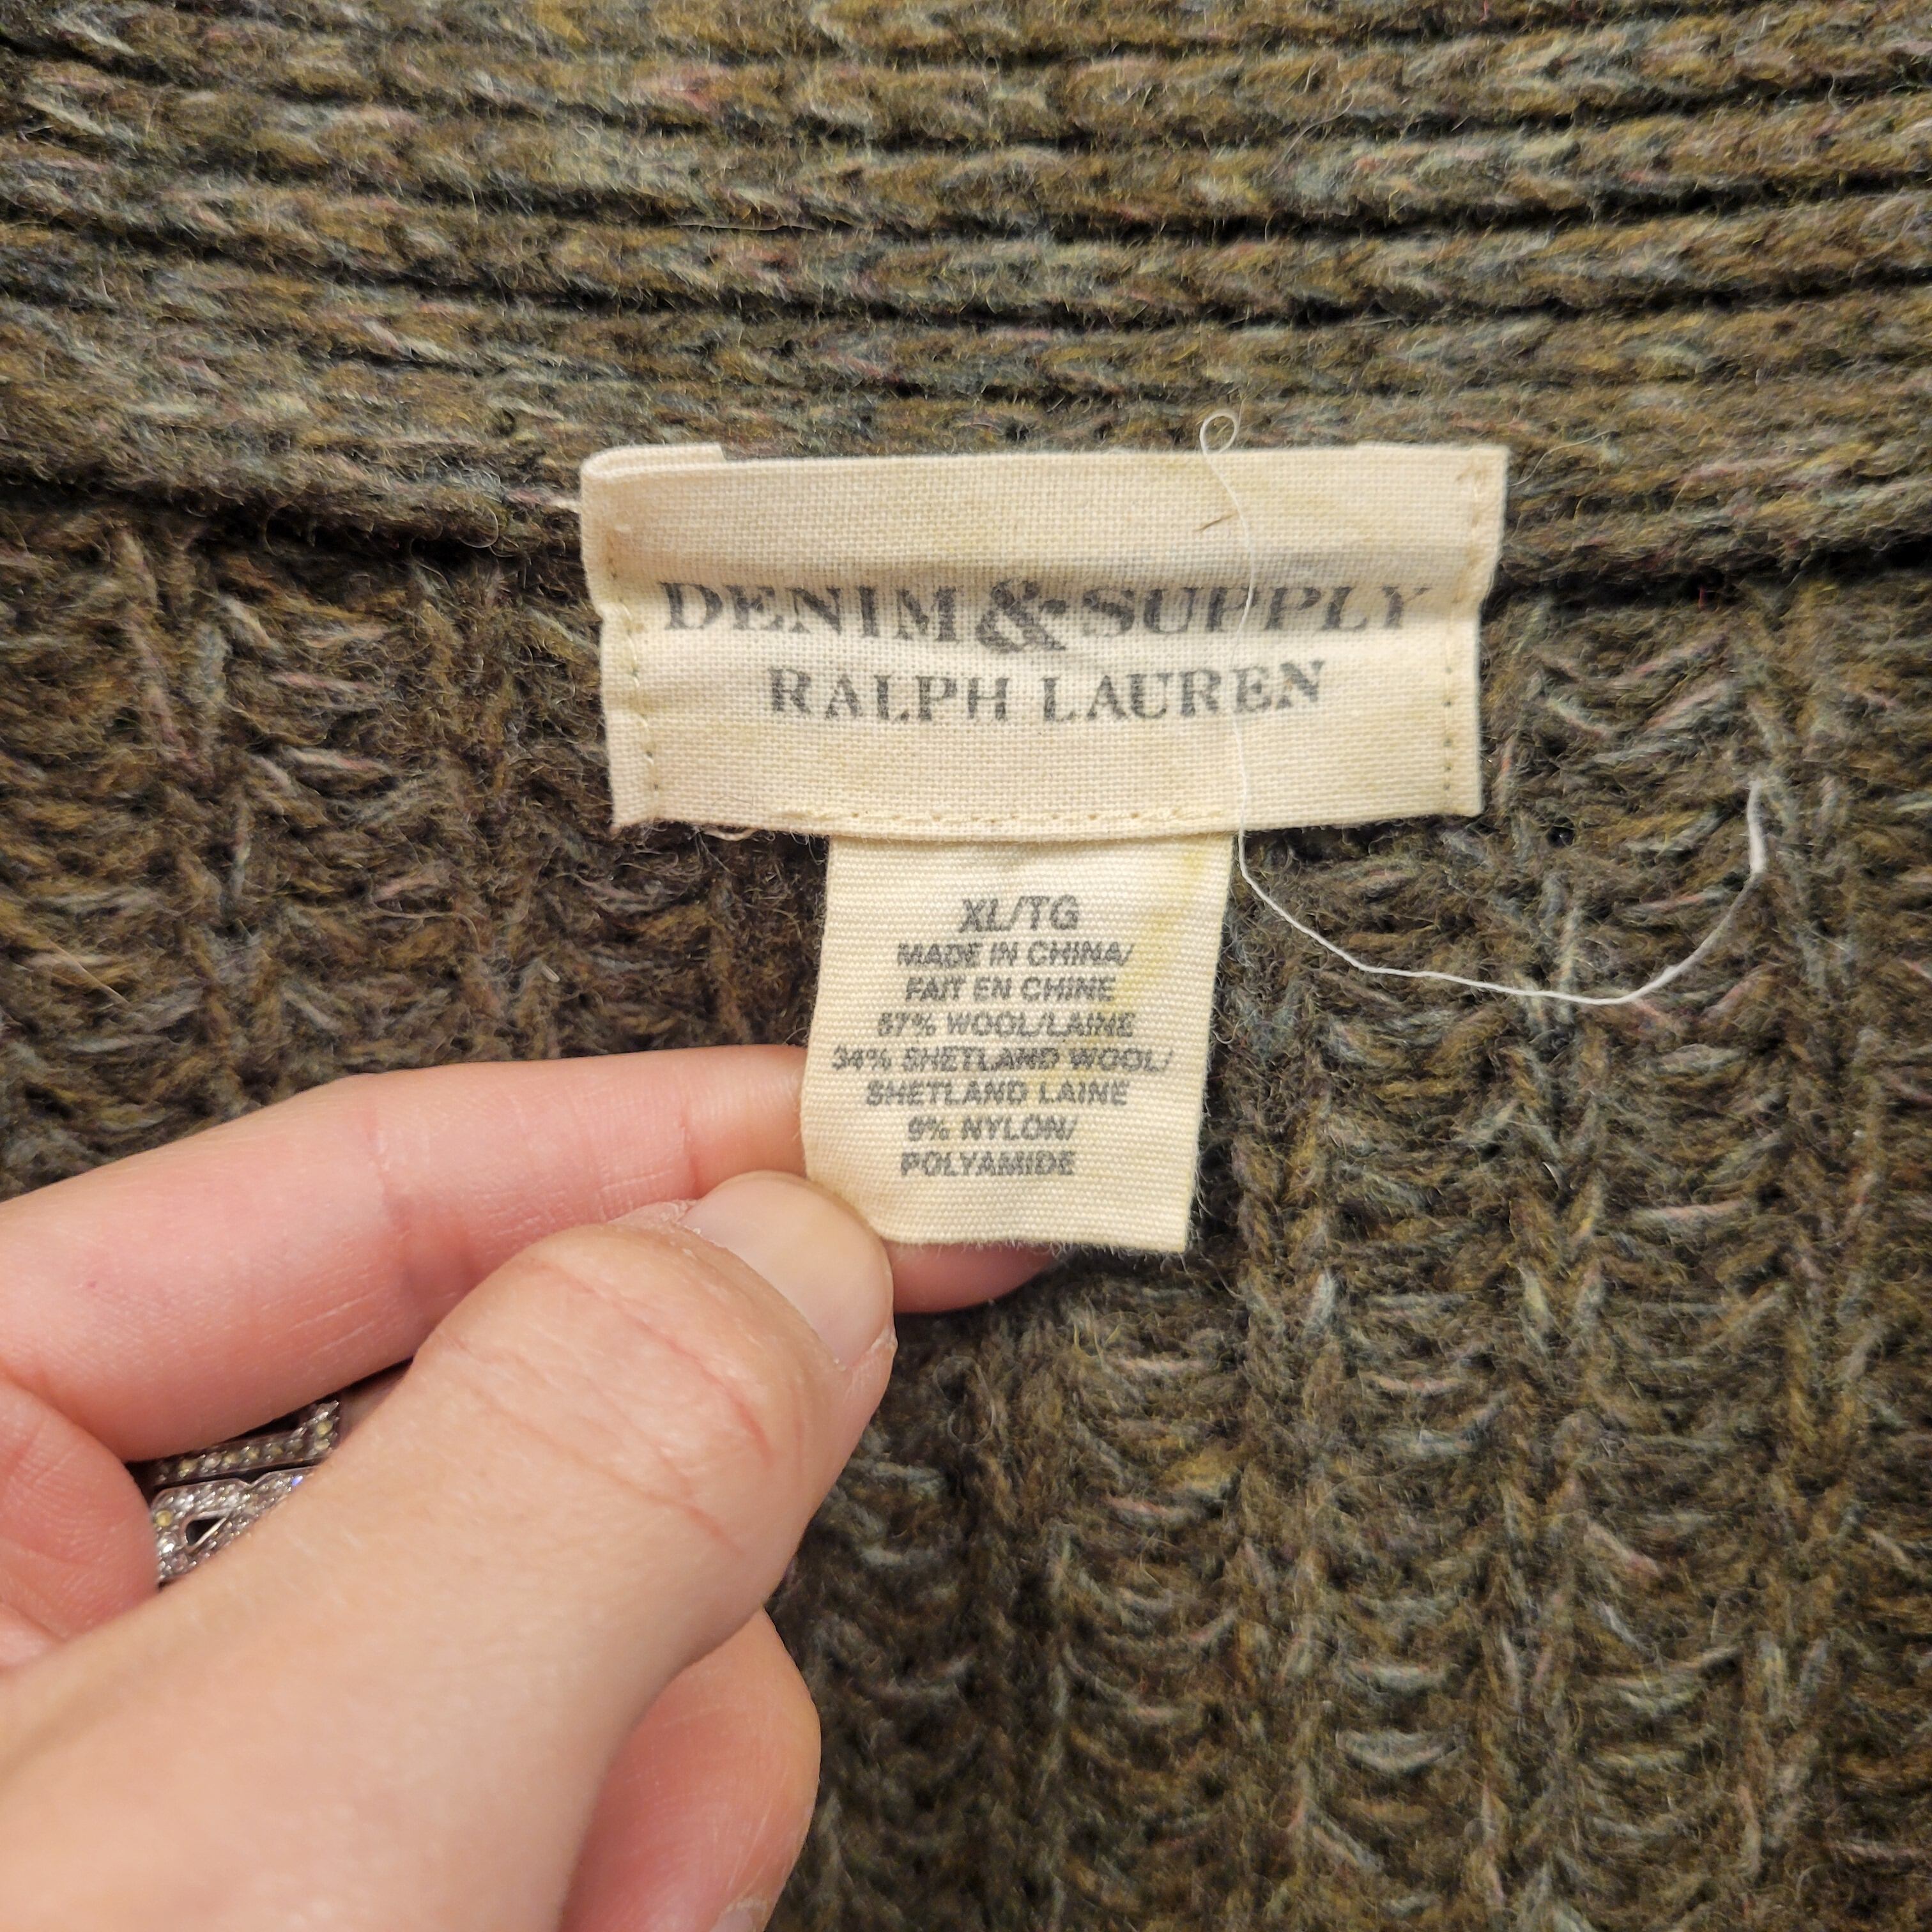 DENIM & SUPPLY
RALPH LAUREN
XL/TG
MADE IN CHINA/
FAIT EN CHINE
57% WOOL/LAINE
34% SHETLAND WOOL/
SHETLAND LAINE
9% NYLON/
POLYAMIDE